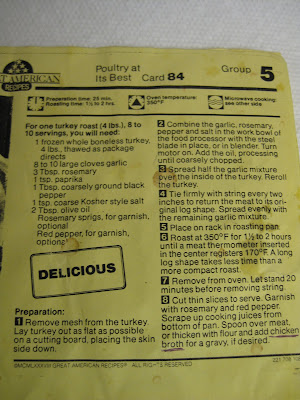 AT AMERICAN
RECIPES
Poultry at
Its Best Card 84
Group 5
Preparation time: 25 min.
Roasting time: 1½ to 2 hrs.
Oven temperature:
350°F
Microwave cooking:
see other side
For one turkey roast (4 lbs.), 8 to
10 servings, you will need:
1 frozen whole boneless turkey,
4 lbs., thawed as package
directs
8 to 10 large cloves garlic
3 Tbsp. rosemary
1 tsp. paprika
1 Tbsp. coarsely ground black
pepper
1 tsp. coarse Kosher style salt
2 Tbsp. olive oil
Rosemary sprigs, for garnish,
optional
Red pepper, for garnish,
optional
DELICIOUS
Preparation:
1 Remove mesh from the turkey.
Lay turkey out as flat as possible
on a cutting board, placing the skin
side down.
2 Combine the garlic, rosemary,
pepper and salt in the work bowl of
the food processor with the steel
blade in place, or in blender. Turn
motor on. Add the oil, processing
until coarsely chopped.
3 Spread half the garlic mixture
over the inside of the turkey. Reroll
the turkey.
4 Tie firmly with string every two
inches to return the meat to its original
log shape. Spread evenly with the
remaining garlic mixture.
5 Place on rack in roasting pan.
6 Roast at 350°F for 1½ to 2 hours
until a meat thermometer inserted
in the center registers 170°F. A long
log shape takes less time than a
more compact roast.
7 Remove from oven. Let stand 20
minutes before removing string.
8 Cut thin slices to serve. Garnish
with rosemary and red pepper.
Scrape up cooking juices from
bottom of pan. Spoon over meat,
or thicken with flour and add chicken
broth for a gravy, if desired.
©MCMLXXXVIII GREAT AMERICAN RECIPES® ALL RIGHTS RESERVED